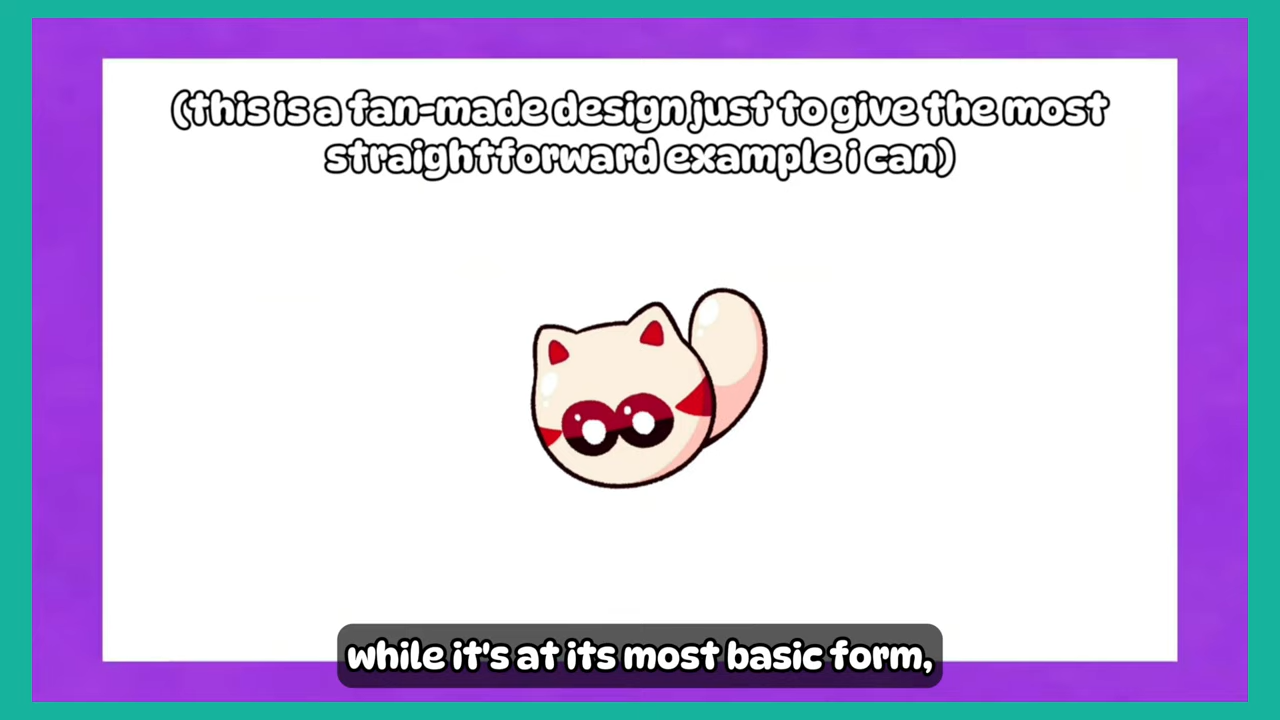 (this is a fan-made design just to give the most
straightforward example i can)
while it's at its most basic form,